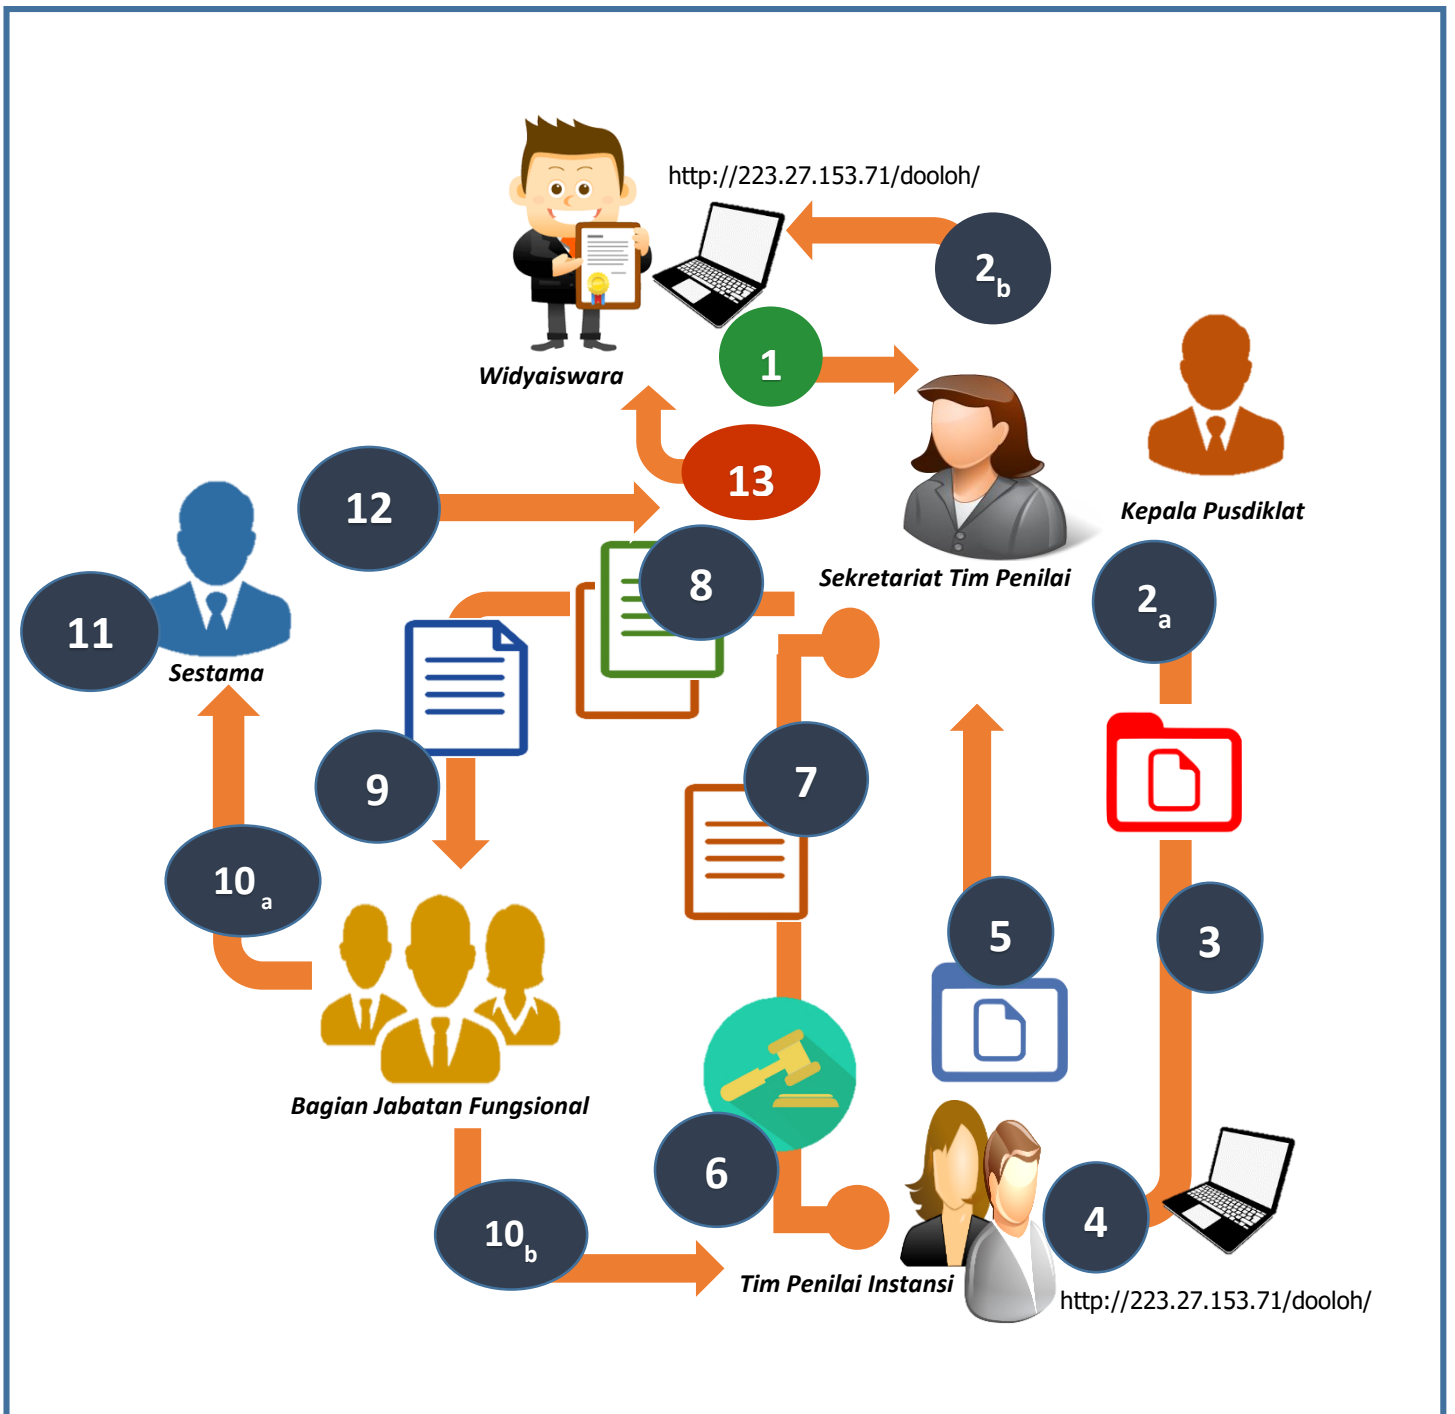 http://223.27.153.71/dooloh/
2b
1
Widyaiswara
13
12
Kepala Pusdiklat
8
Sekretariat Tim Penilai
2a
11
Sestama
7
9
10a
5
3
Bagian Jabatan Fungsional
6
4
10b
Tim Penilai Instansi
http://223.27.153.71/dooloh/